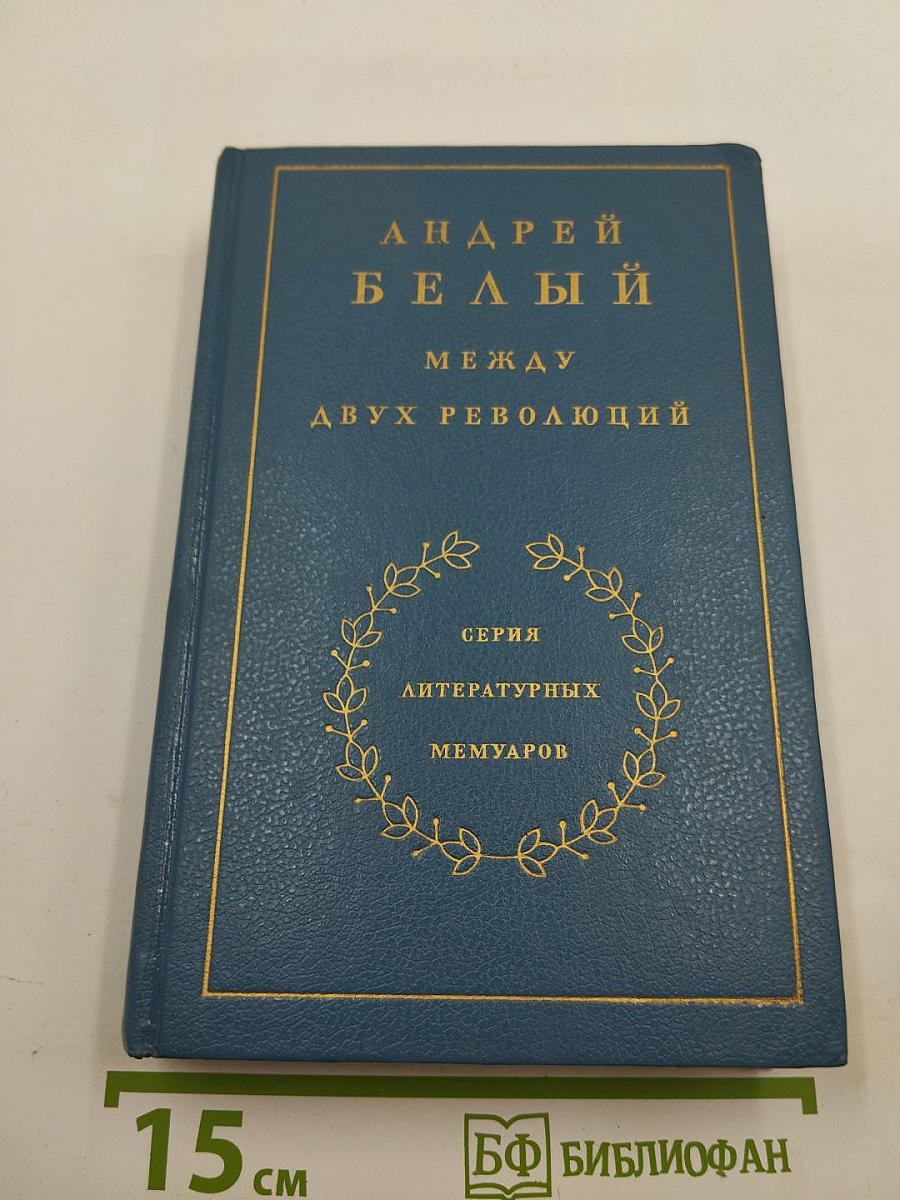 АНДРЕЙ
БЕЛЫЙ
МЕЖДУ
ДВУХ РЕВОЛЮЦИЙ
СЕРИЯ
ЛИТЕРАТУРНЫХ
МЕМУАРОВ
15 см
БФ БИБЛИОФАН